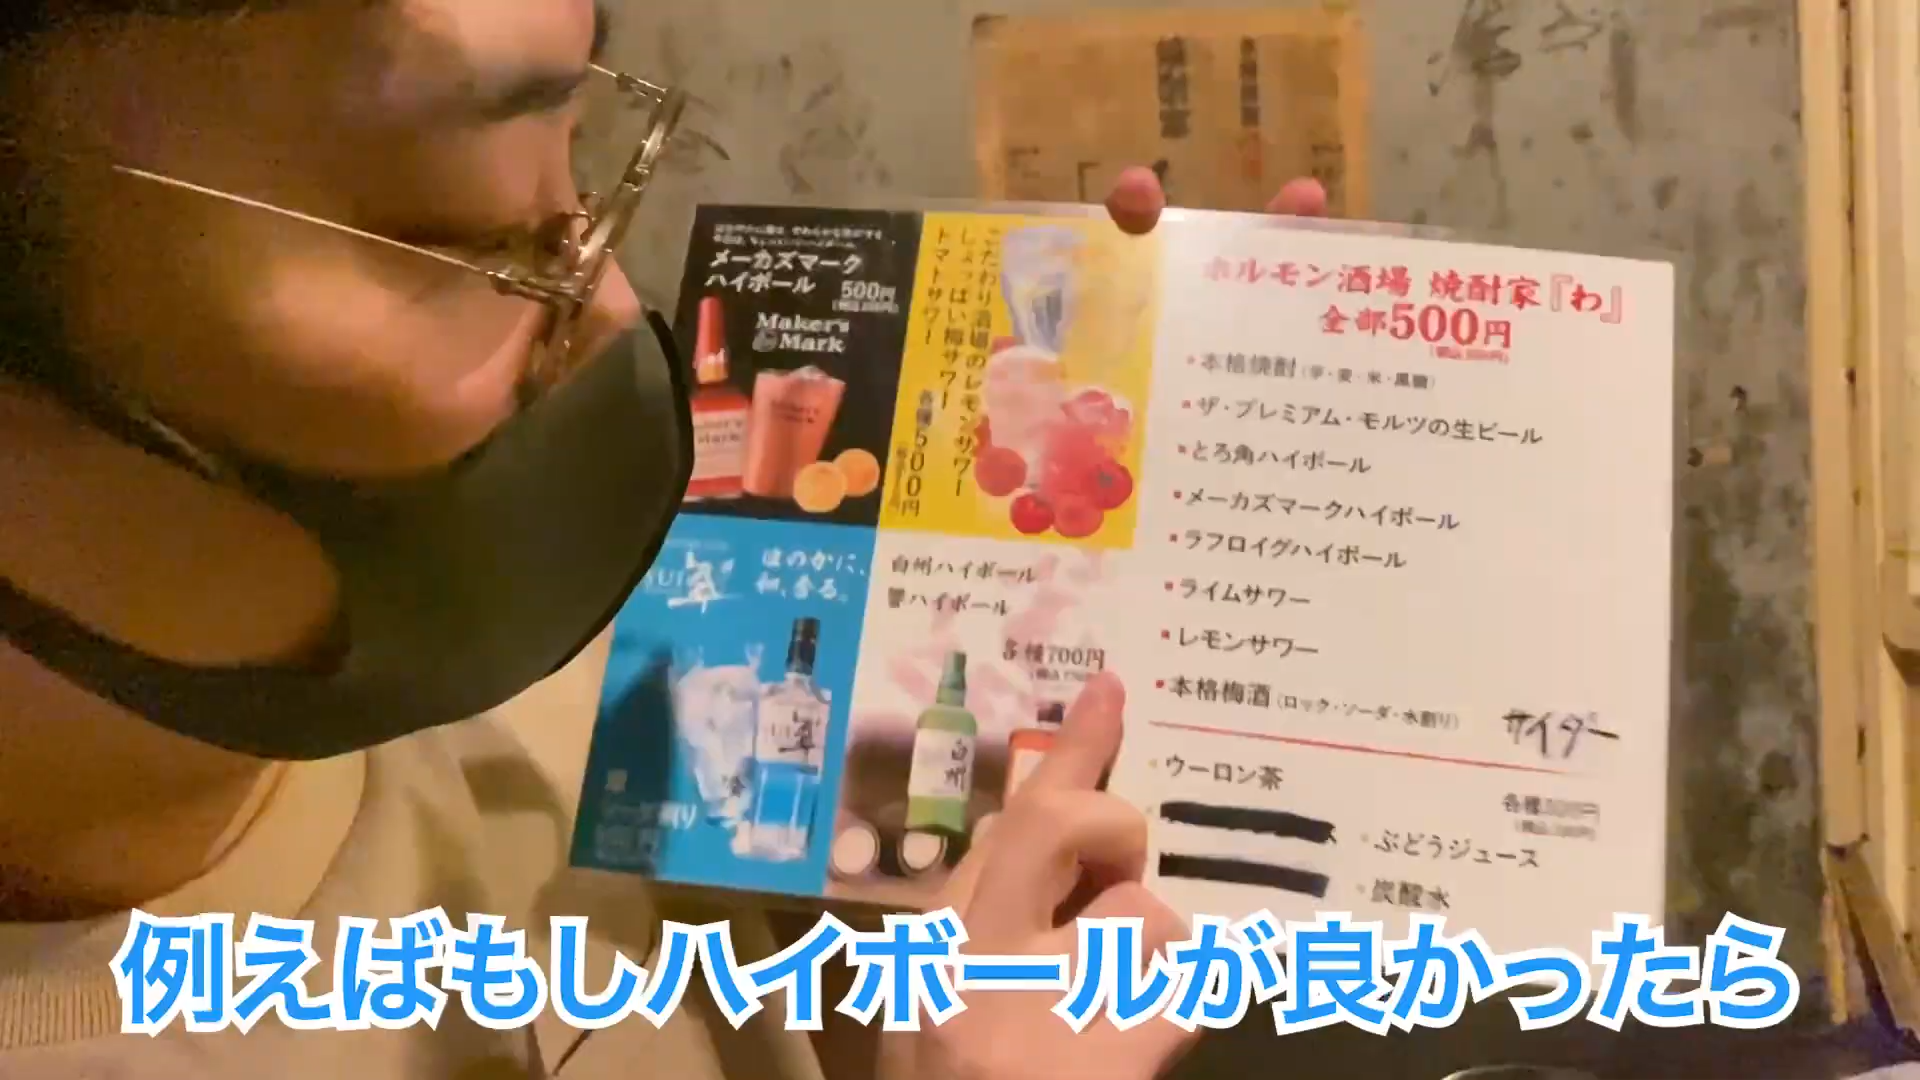 メーカズマーク
ハイボール 500円
Maker's
Mark
こだわり酒場のレモンサワー
しょっぱい梅サワー
トマトサワー
各種500円
翠
ほのかに、
和、香る。
白州ハイボール
響ハイボール
各種700円
白州
ホルモン酒場 焼酎家『わ』
全部500円
本格焼酎(芋・麦・米・黒糖)
ザ・プレミアム・モルツの生ビール
とろ角ハイボール
メーカズマークハイボール
ラフロイグハイボール
ライムサワー
レモンサワー
本格梅酒(ロック・ソーダ・水割り) サイダー
ウーロン茶
各種
ぶどうジュース
炭酸水
例えばもしハイボールが良かったら